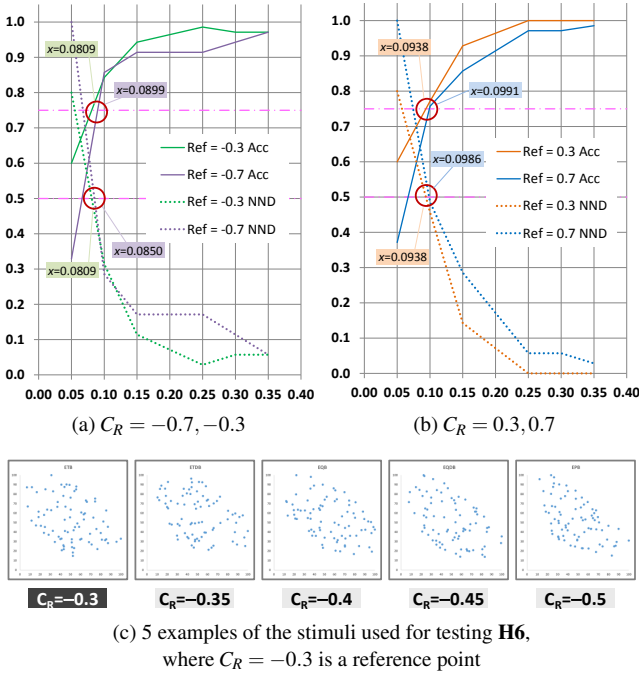 1.0
0.9
0.8
0.7
0.6
0.5
0.4
0.3
0.2
0.1
0.0
x=0.0809
x=0.0899
Ref = -0.3 Acc
Ref = -0.7 Acc
Ref = -0.3 NND
Ref = -0.7 NND
x=0.0850
x=0.0809
0.00 0.05 0.10 0.15 0.20 0.25 0.30 0.35 0.40
(a) C_R = −0.7, −0.3
1.0
0.9
0.8
0.7
0.6
0.5
0.4
0.3
0.2
0.1
0.0
x=0.0938
x=0.0991
x=0.0986
Ref = 0.3 Acc
Ref = 0.7 Acc
Ref = 0.3 NND
Ref = 0.7 NND
x=0.0938
0.00 0.05 0.10 0.15 0.20 0.25 0.30 0.35 0.40
(b) C_R = 0.3, 0.7
ETB
ETDB
EQB
EQDB
EPB
C_R=−0.3
C_R=−0.35
C_R=−0.4
C_R=−0.45
C_R=−0.5
(c) 5 examples of the stimuli used for testing H6,
where C_R = −0.3 is a reference point